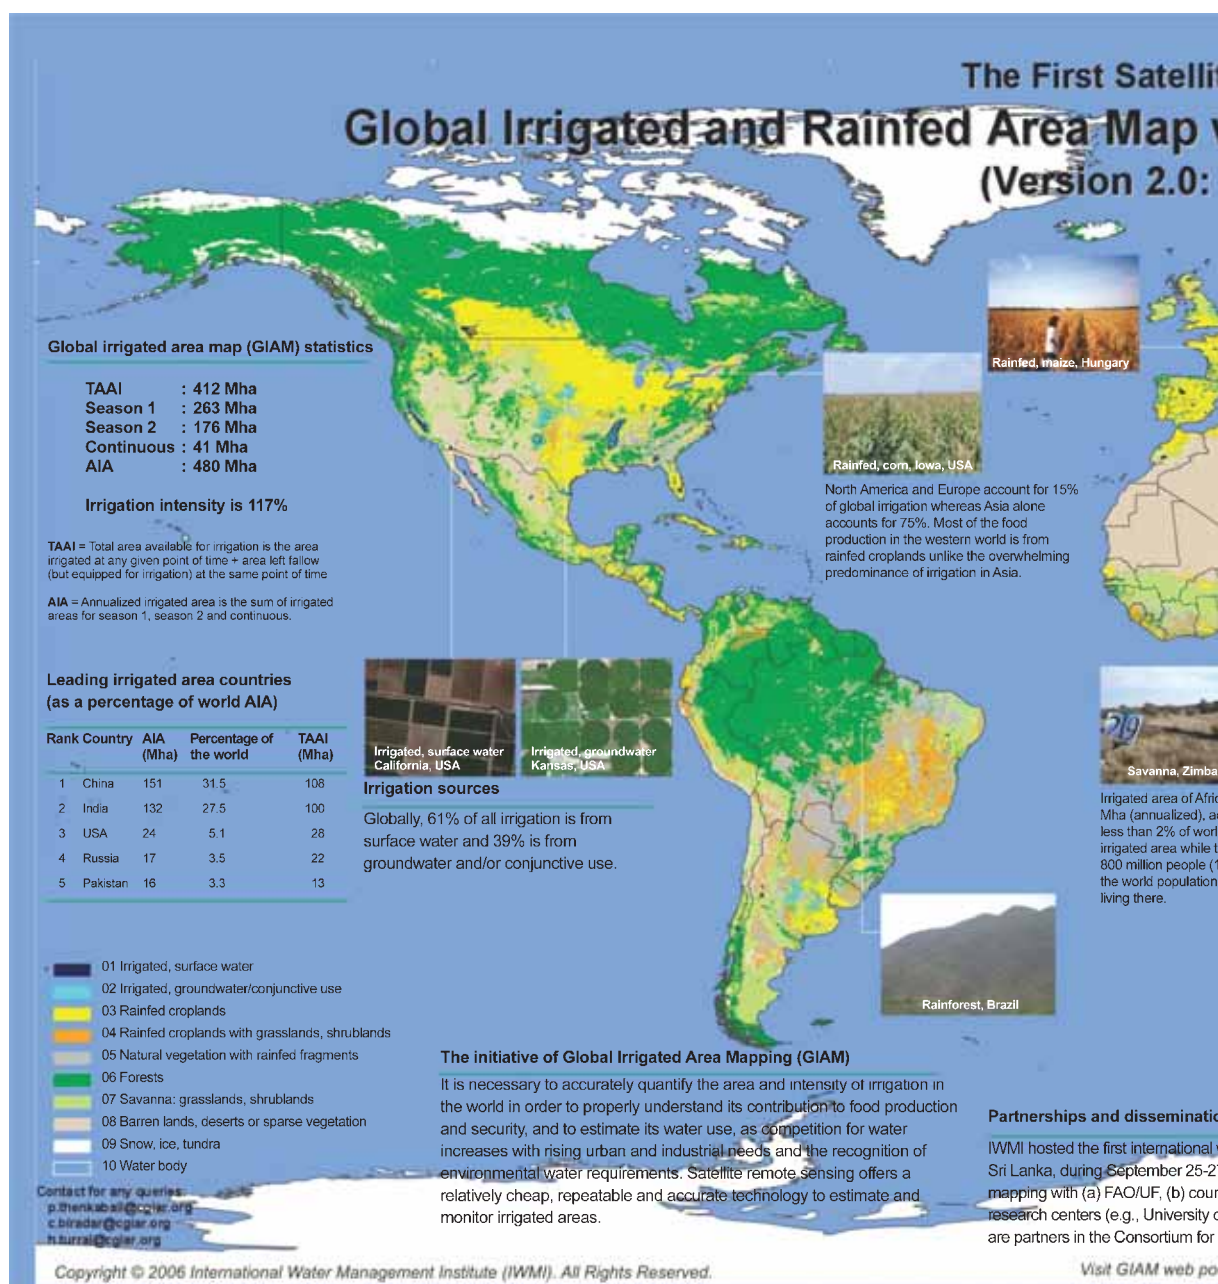 The First Satellit
Global Irrigated and Rainfed Area Map
(Version 2.0:
Rainfed, maize, Hungary
Global irrigated area map (GIAM) statistics
TAAI : 412 Mha
Season 1 : 263 Mha
Season 2 : 176 Mha
Continuous : 41 Mha
AIA : 480 Mha
Irrigation intensity is 117%
TAAI = Total area available for irrigation is the area
irrigated at any given point of time + area left fallow
(but equipped for irrigation) at the same point of time
AIA = Annualized irrigated area is the sum of irrigated
areas for season 1, season 2 and continuous.
Rainfed, corn, Iowa, USA
North America and Europe account for 15%
of global irrigation whereas Asia alone
accounts for 75%. Most of the food
production in the western world is from
rainfed croplands unlike the overwhelming
predominance of irrigation in Asia.
Leading irrigated area countries
(as a percentage of world AIA)
Rank Country AIA (Mha) Percentage of the world TAAI (Mha)
1 China 151 31.5 108
2 India 132 27.5 100
3 USA 24 5.1 28
4 Russia 17 3.5 22
5 Pakistan 16 3.3 13
Irrigated, surface water
California, USA
Irrigated, groundwater
Kansas, USA
Irrigation sources
Globally, 61% of all irrigation is from
surface water and 39% is from
groundwater and/or conjunctive use.
219
Savanna, Zimba
Irrigated area of Afric
Mha (annualized), a
less than 2% of worl
irrigated area while t
800 million people (1
the world population
living there.
Rainforest, Brazil
01 Irrigated, surface water
02 Irrigated, groundwater/conjunctive use
03 Rainfed croplands
04 Rainfed croplands with grasslands, shrublands
05 Natural vegetation with rainfed fragments
06 Forests
07 Savanna: grasslands, shrublands
08 Barren lands, deserts or sparse vegetation
09 Snow, ice, tundra
10 Water body
Contact for any queries:
p.thenkabail@cgiar.org
c.biradar@cgiar.org
h.turral@cgiar.org
The initiative of Global Irrigated Area Mapping (GIAM)
It is necessary to accurately quantify the area and intensity of irrigation in
the world in order to properly understand its contribution to food production
and security, and to estimate its water use, as competition for water
increases with rising urban and industrial needs and the recognition of
environmental water requirements. Satellite remote sensing offers a
relatively cheap, repeatable and accurate technology to estimate and
monitor irrigated areas.
Partnerships and disseminatio
IWMI hosted the first international
Sri Lanka, during September 25-2
mapping with (a) FAO/UF, (b) coun
research centers (e.g., University o
are partners in the Consortium for
Copyright © 2006 International Water Management Institute (IWMI). All Rights Reserved.
Visit GIAM web po